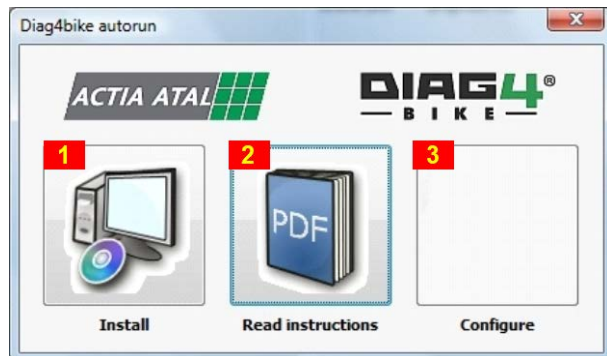 Diag4bike autorun
ACTIA ATAL
DIAG4®
BIKE
1 2 3
PDF
Install Read instructions Configure